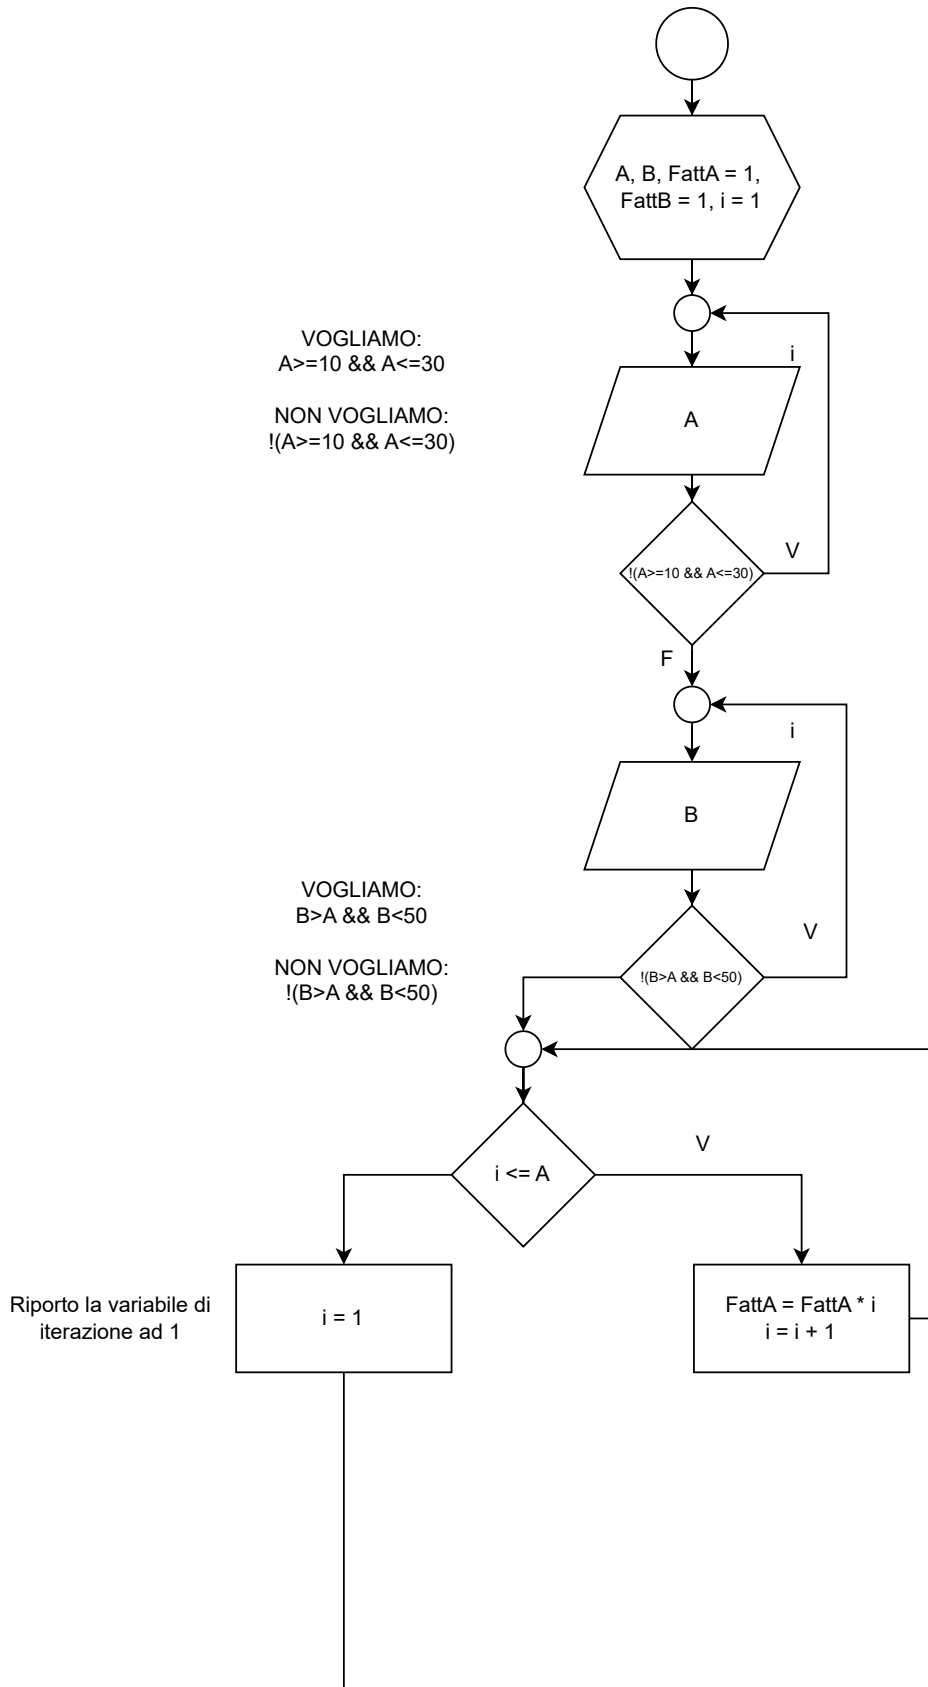 A, B, FattA = 1,
FattB = 1, i = 1
VOGLIAMO:
A>=10 && A<=30
NON VOGLIAMO:
!(A>=10 && A<=30)
i
A
!(A>=10 && A<=30)
V
F
i
B
VOGLIAMO:
B>A && B<50
NON VOGLIAMO:
!(B>A && B<50)
V
!(B>A && B<50)
i <= A
V
Riporto la variabile di
iterazione ad 1
i = 1
FattA = FattA * i
i = i + 1